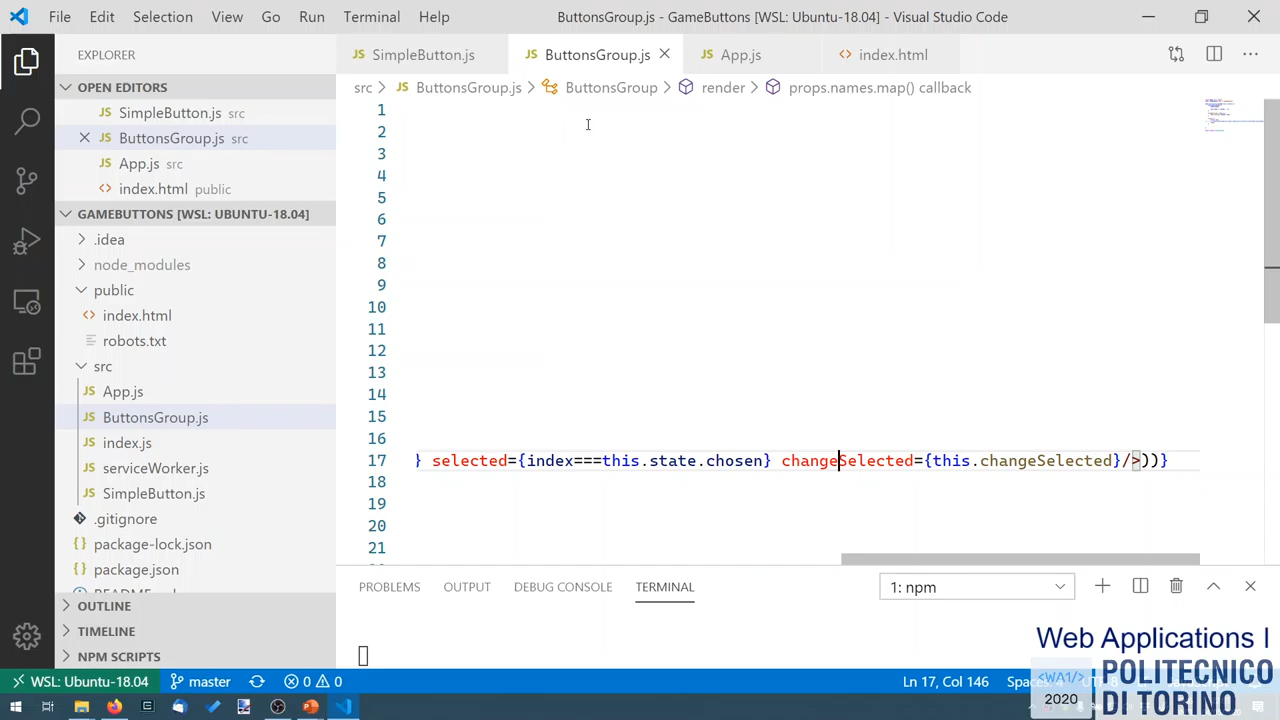 File Edit Selection View Go Run Terminal Help ButtonsGroup.js - GameButtons [WSL: Ubuntu-18.04] - Visual Studio Code
EXPLORER
OPEN EDITORS
SimpleButton.js src
ButtonsGroup.js src
App.js src
index.html public
GAMEBUTTONS [WSL: UBUNTU-18.04]
.idea
node_modules
public
index.html
robots.txt
src
App.js
ButtonsGroup.js
index.js
serviceWorker.js
SimpleButton.js
.gitignore
package-lock.json
package.json
OUTLINE
TIMELINE
NPM SCRIPTS
SimpleButton.js ButtonsGroup.js App.js index.html
src ButtonsGroup.js ButtonsGroup render props.names.map() callback
1
2
3
4
5
6
7
8
9
10
11
12
13
14
15
16
17 } selected={index===this.state.chosen} changeSelected={this.changeSelected}/>))}
18
19
20
21
PROBLEMS OUTPUT DEBUG CONSOLE TERMINAL 1: npm
WSL: Ubuntu-18.04 master 0 0 Ln 17, Col 146
Web Applications I
<WA1/>
2020
POLITECNICO
DI TORINO